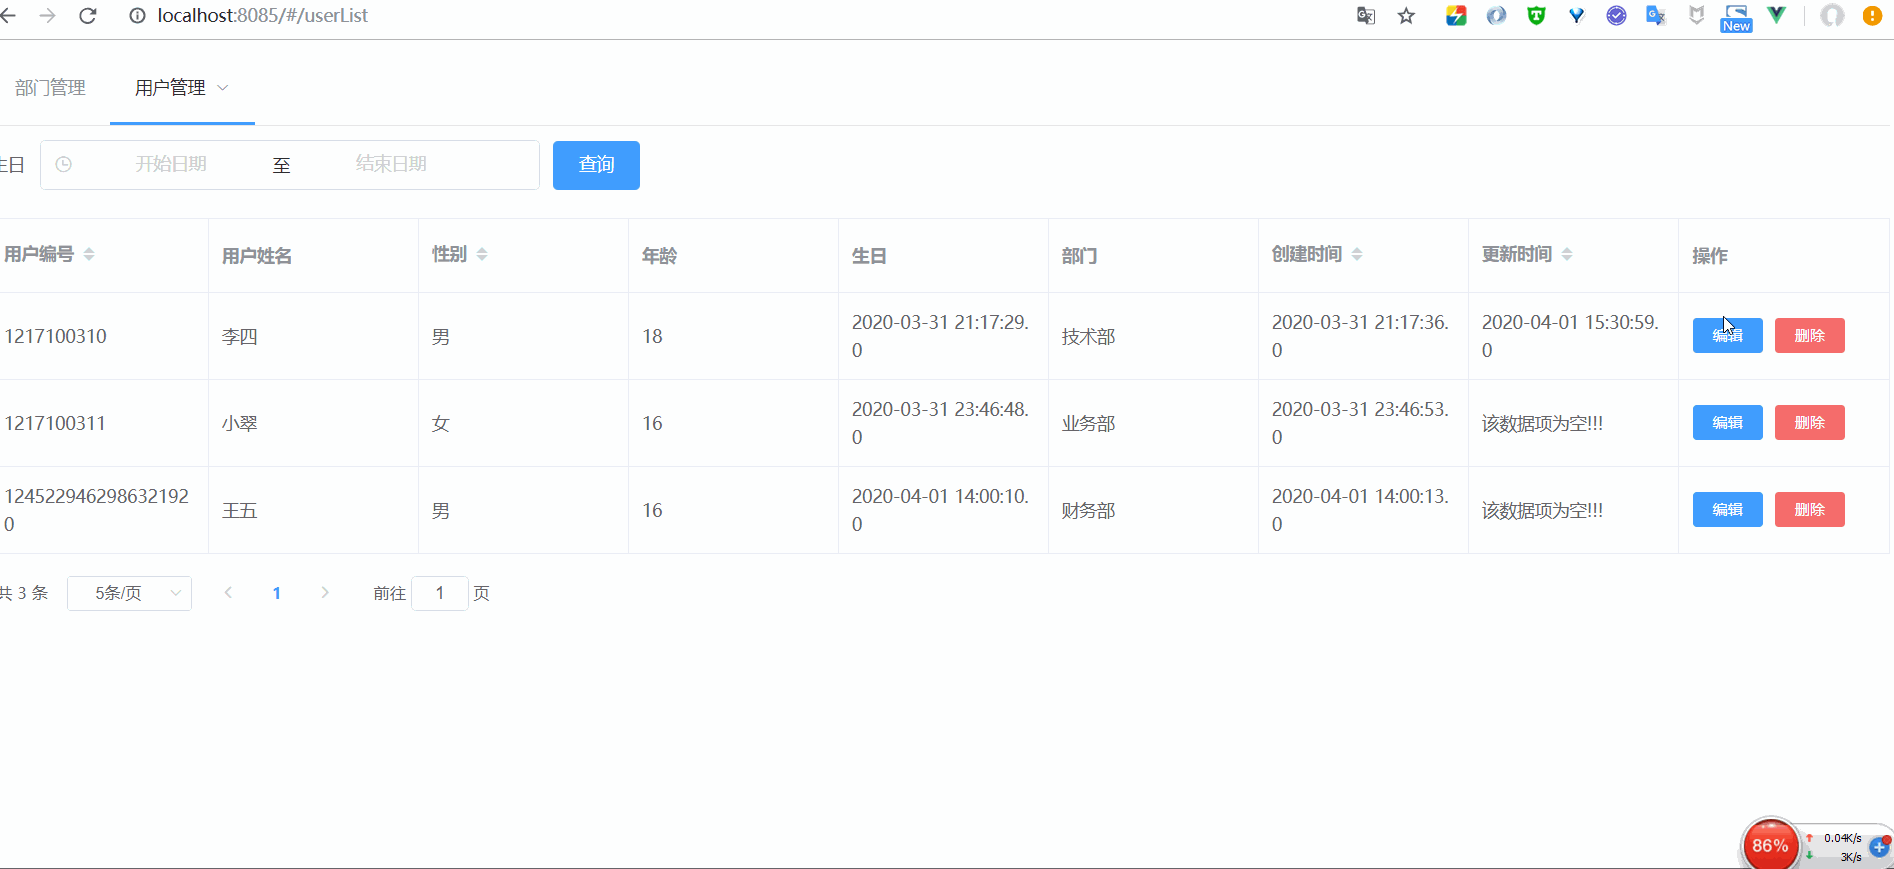 localhost:8085/#/userList
New
部门管理 用户管理
生日 开始日期 至 结束日期 查询
用户编号 用户姓名 性别 年龄 生日 部门 创建时间 更新时间 操作
1217100310 李四 男 18 2020-03-31 21:17:29.0 技术部 2020-03-31 21:17:36.0 2020-04-01 15:30:59.0 编辑 删除
1217100311 小翠 女 16 2020-03-31 23:46:48.0 业务部 2020-03-31 23:46:53.0 该数据项为空!!! 编辑 删除
1245229462986321920 王五 男 16 2020-04-01 14:00:10.0 财务部 2020-04-01 14:00:13.0 该数据项为空!!! 编辑 删除
共 3 条 5条/页 1 前往 1 页
86% 0.04K/s
3K/s